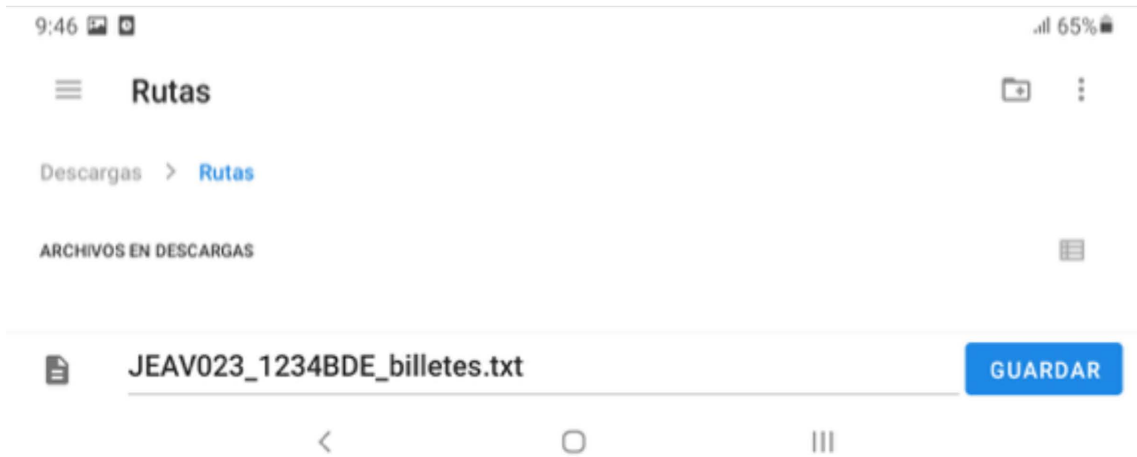 9:46 65%
Rutas
Descargas > Rutas
ARCHIVOS EN DESCARGAS
JEAV023_1234BDE_billetes.txt GUARDAR